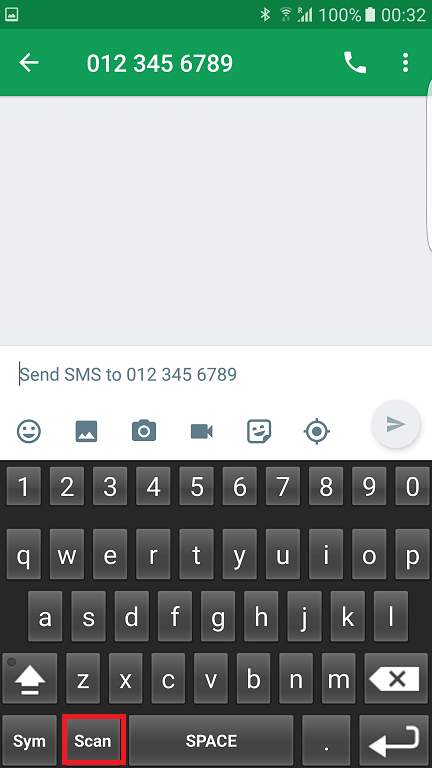 R 100% 00:32
012 345 6789
Send SMS to 012 345 6789
1 2 3 4 5 6 7 8 9 0
q w e r t y u i o p
a s d f g h j k l
z x c v b n m
Sym Scan SPACE .